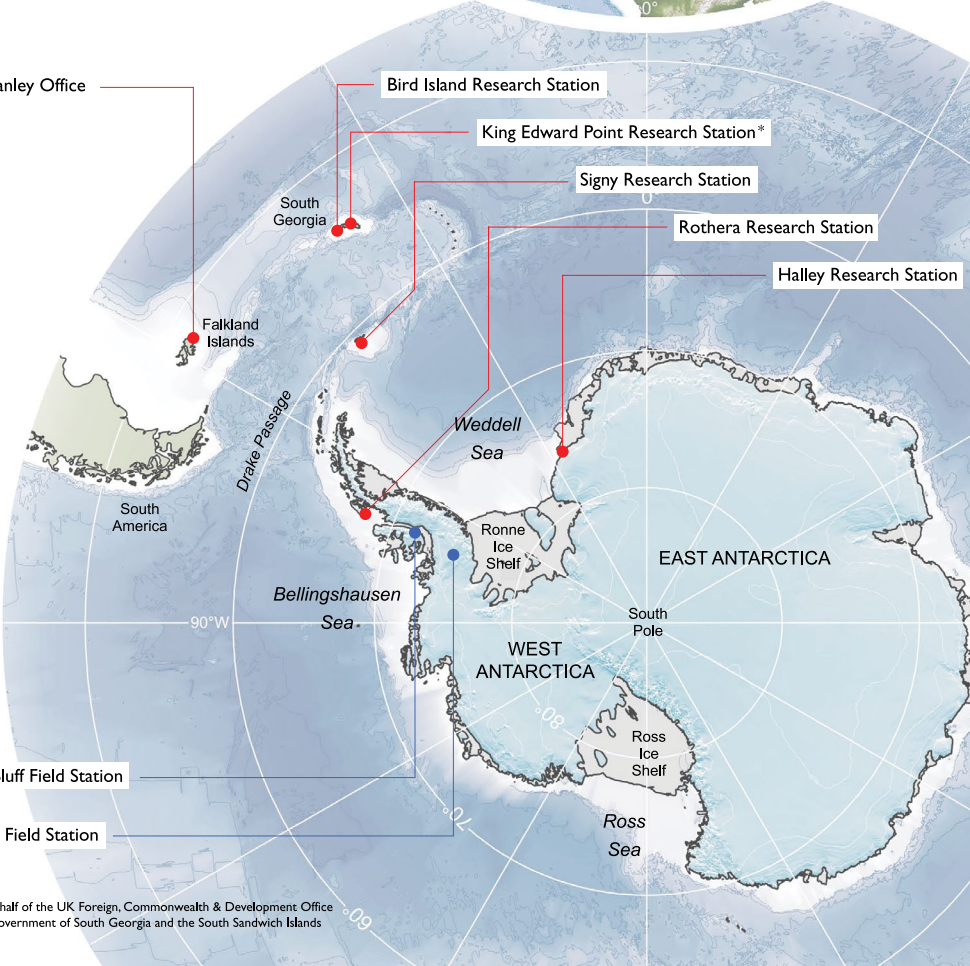 0°
anley Office
Bird Island Research Station
King Edward Point Research Station*
Signy Research Station
South
Georgia
0°
Rothera Research Station
Halley Research Station
Falkland
Islands
Drake Passage
Weddell
Sea
South
America
Ronne
Ice
Shelf
EAST ANTARCTICA
Bellingshausen
Sea
90°W
South
Pole
WEST
ANTARCTICA
80°
Ross
Ice
Shelf
luff Field Station
70°
Field Station
Ross
Sea
60°
half of the UK Foreign, Commonwealth & Development Office
overnment of South Georgia and the South Sandwich Islands